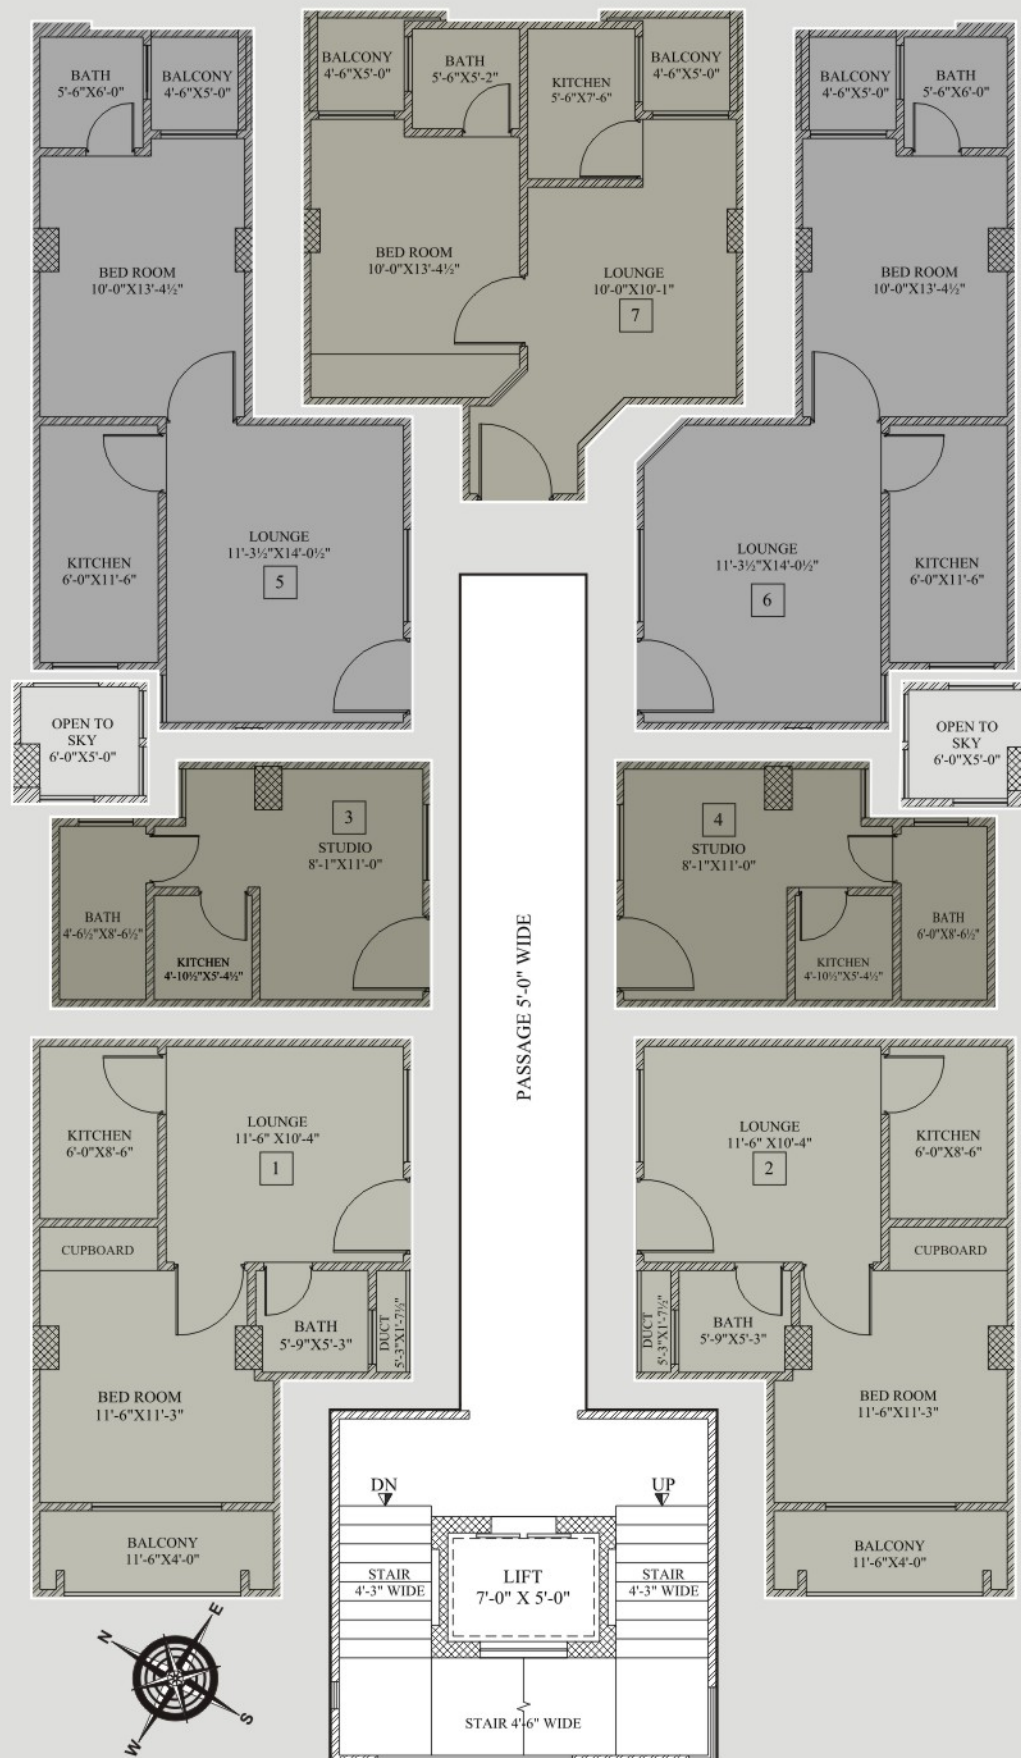 BATH
5'-6"X6'-0"
BALCONY
4'-6"X5'-0"
BALCONY
4'-6"X5'-0"
BATH
5'-6"X5'-2"
KITCHEN
5'-6"X7'-6"
BALCONY
4'-6"X5'-0"
BALCONY
4'-6"X5'-0"
BATH
5'-6"X6'-0"
BED ROOM
10'-0"X13'-4½"
BED ROOM
10'-0"X13'-4½"
LOUNGE
10'-0"X10'-1"
7
BED ROOM
10'-0"X13'-4½"
KITCHEN
6'-0"X11'-6"
LOUNGE
11'-3½"X14'-0½"
5
LOUNGE
11'-3½"X14'-0½"
6
KITCHEN
6'-0"X11'-6"
OPEN TO
SKY
6'-0"X5'-0"
OPEN TO
SKY
6'-0"X5'-0"
3
STUDIO
8'-1"X11'-0"
BATH
4'-6½"X8'-6½"
KITCHEN
4'-10½"X5'-4½"
4
STUDIO
8'-1"X11'-0"
KITCHEN
4'-10½"X5'-4½"
BATH
6'-0"X8'-6½"
PASSAGE 5'-0" WIDE
KITCHEN
6'-0"X8'-6"
LOUNGE
11'-6" X10'-4"
1
LOUNGE
11'-6" X10'-4"
2
KITCHEN
6'-0"X8'-6"
CUPBOARD
CUPBOARD
BATH
5'-9"X5'-3"
DUCT
5'-3"X1'-7½"
DUCT
5'-3"X1'-7½"
BATH
5'-9"X5'-3"
BED ROOM
11'-6"X11'-3"
BED ROOM
11'-6"X11'-3"
BALCONY
11'-6"X4'-0"
BALCONY
11'-6"X4'-0"
DN
UP
STAIR
4'-3" WIDE
LIFT
7'-0" X 5'-0"
STAIR
4'-3" WIDE
STAIR 4'-6" WIDE
N
E
W
S